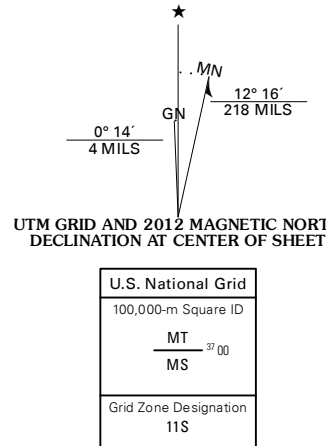 ★
MN
GN
12° 16´
218 MILS
0° 14´
4 MILS
UTM GRID AND 2012 MAGNETIC NORT
DECLINATION AT CENTER OF SHEET
U.S. National Grid
100,000-m Square ID
MT
37 00
MS
Grid Zone Designation
11S